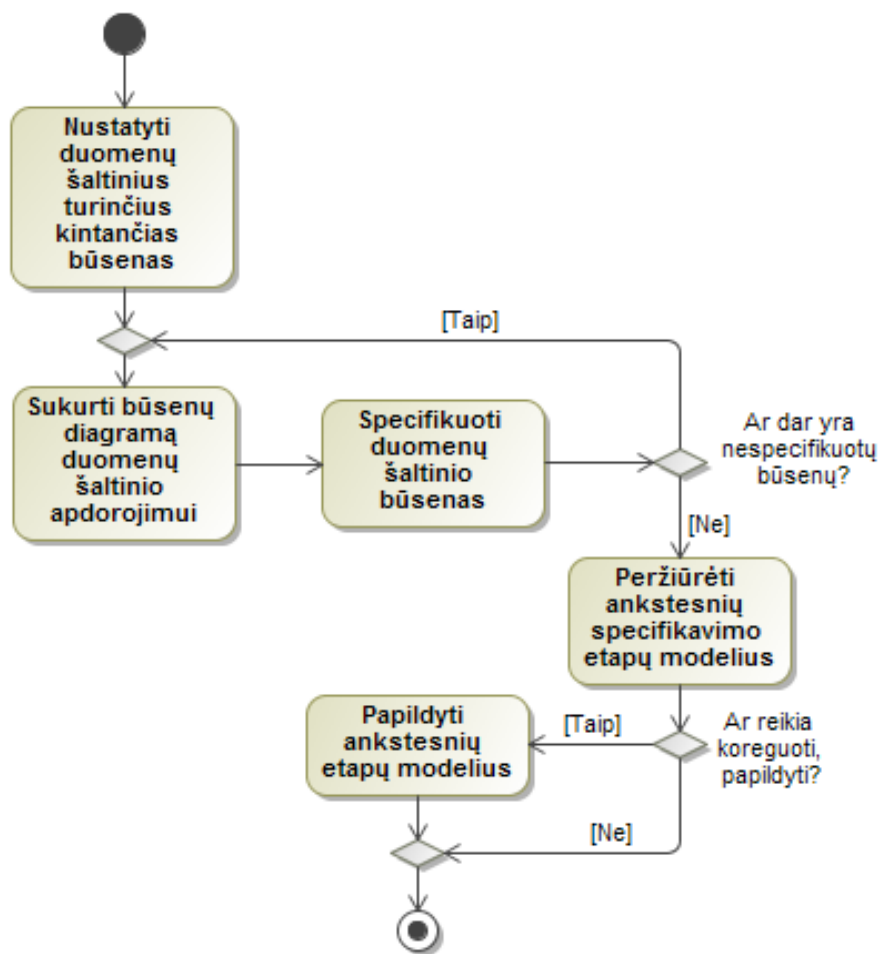 Nustatyti
duomenų
šaltinius
turinčius
kintančias
būsenas
[Taip]
Sukurti būsenų
diagramą
duomenų
šaltinio
apdorojimui
Specifikuoti
duomenų
šaltinio
būsenas
Ar dar yra
nespecifikuotų
būsenų?
[Ne]
Peržiūrėti
ankstesnių
specifikavimo
etapų modelius
Papildyti
ankstesnių
etapų modelius
[Taip]
Ar reikia
koreguoti,
papildyti?
[Ne]